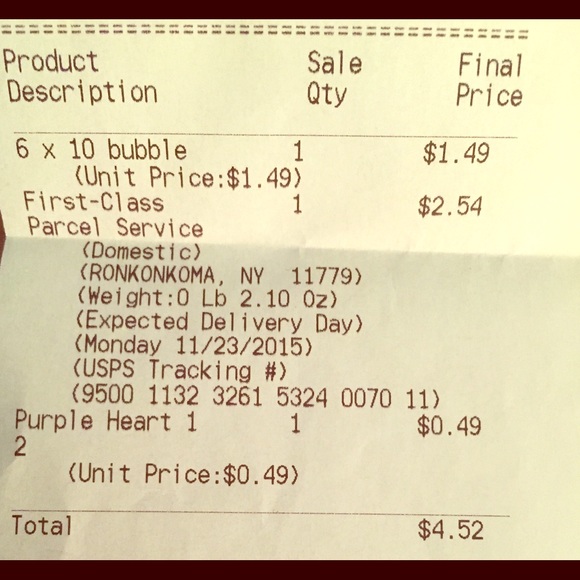 Product Sale Final
Description Qty Price
6 x 10 bubble 1 $1.49
(Unit Price:$1.49)
First-Class 1 $2.54
Parcel Service
(Domestic)
(RONKONKOMA, NY 11779)
(Weight:0 Lb 2.10 Oz)
(Expected Delivery Day)
(Monday 11/23/2015)
(USPS Tracking #)
(9500 1132 3261 5324 0070 11)
Purple Heart 1 1 $0.49
2
(Unit Price:$0.49)
Total $4.52